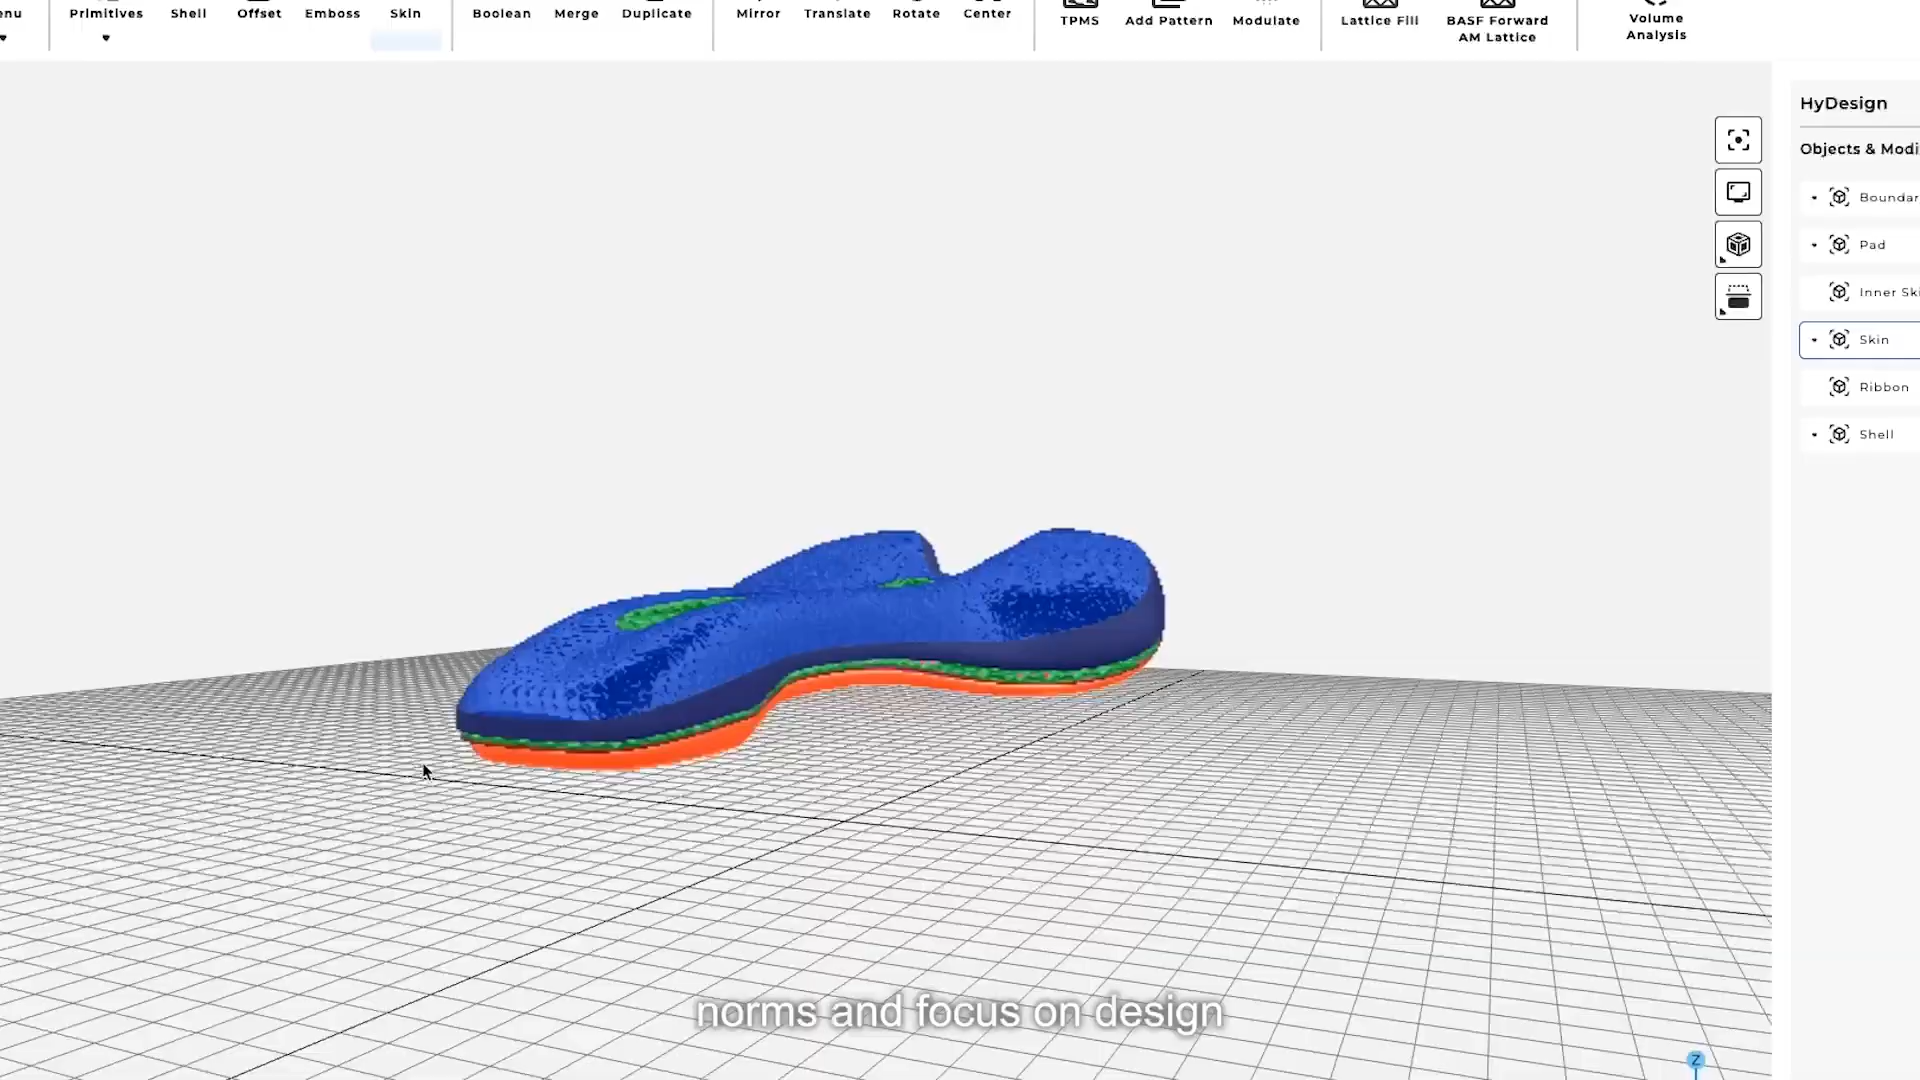 enu
Primitives
Shell
Offset
Emboss
Skin
Boolean
Merge
Duplicate
Mirror
Translate
Rotate
Center
TPMS
Add Pattern
Modulate
Lattice Fill
BASF Forward
AM Lattice
Volume
Analysis
HyDesign
Objects & Modi
Boundar
Pad
Inner Ski
Skin
Ribbon
Shell
norms and focus on design
Z